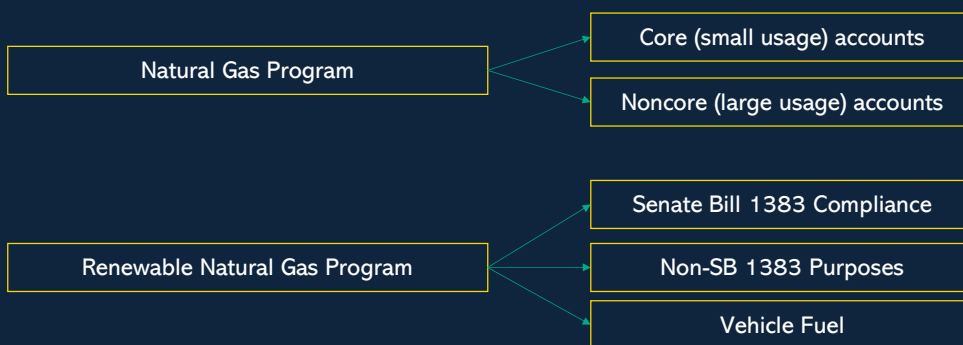 Natural Gas Program
Core (small usage) accounts
Noncore (large usage) accounts
Renewable Natural Gas Program
Senate Bill 1383 Compliance
Non-SB 1383 Purposes
Vehicle Fuel